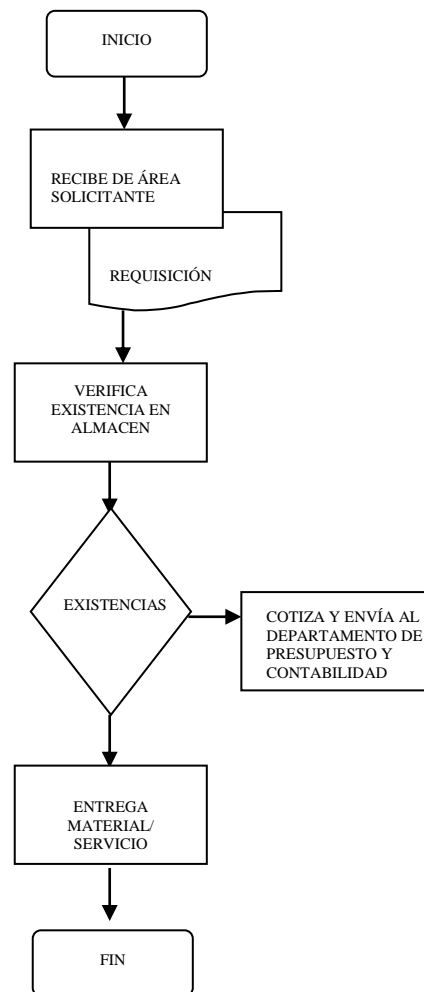 INICIO
RECIBE DE ÁREA
SOLICITANTE
REQUISICIÓN
VERIFICA
EXISTENCIA EN
ALMACEN
EXISTENCIAS
COTIZA Y ENVÍA AL
DEPARTAMENTO DE
PRESUPUESTO Y
CONTABILIDAD
ENTREGA
MATERIAL/
SERVICIO
FIN